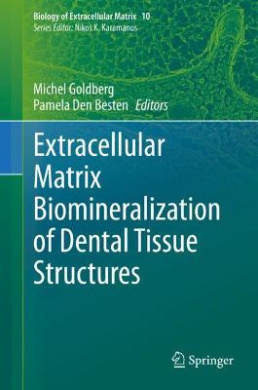 Biology of Extracellular Matrix 10
Series Editor: Nikos K. Karamanos
Michel Goldberg
Pamela Den Besten Editors
Extracellular
Matrix
Biomineralization
of Dental Tissue
Structures
Springer